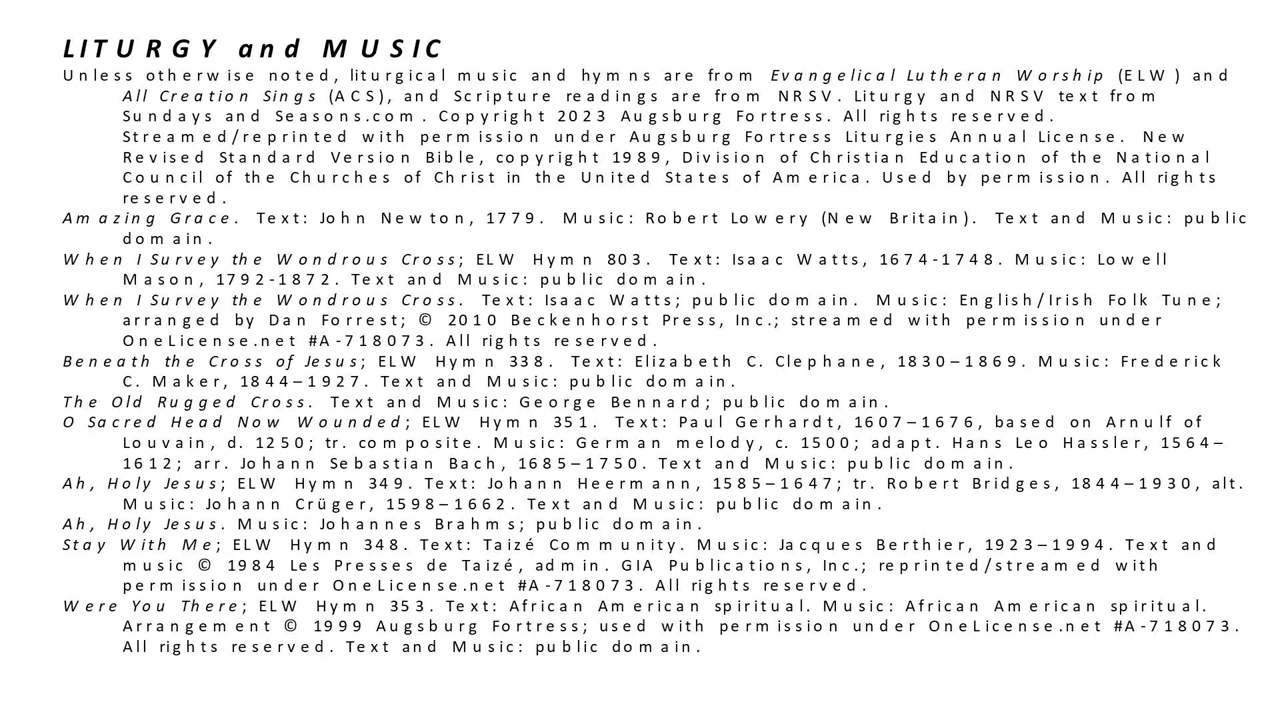 LITURGY and MUSIC
Unless otherwise noted, liturgical music and hymns are from Evangelical Lutheran Worship (ELW) and
All Creation Sings (ACS), and Scripture readings are from NRSV. Liturgy and NRSV text from
Sundays and Seasons.com. Copyright 2023 Augsburg Fortress. All rights reserved.
Streamed/reprinted with permission under Augsburg Fortress Liturgies Annual License. New
Revised Standard Version Bible, copyright 1989, Division of Christian Education of the National
Council of the Churches of Christ in the United States of America. Used by permission. All rights
reserved.
Amazing Grace. Text: John Newton, 1779. Music: Robert Lowery (New Britain). Text and Music: public
domain.
When I Survey the Wondrous Cross; ELW Hymn 803. Text: Isaac Watts, 1674-1748. Music: Lowell
Mason, 1792-1872. Text and Music: public domain.
When I Survey the Wondrous Cross. Text: Isaac Watts; public domain. Music: English/Irish Folk Tune;
arranged by Dan Forrest; © 2010 Beckenhorst Press, Inc.; streamed with permission under
OneLicense.net #A-718073. All rights reserved.
Beneath the Cross of Jesus; ELW Hymn 338. Text: Elizabeth C. Clephane, 1830–1869. Music: Frederick
C. Maker, 1844–1927. Text and Music: public domain.
The Old Rugged Cross. Text and Music: George Bennard; public domain.
O Sacred Head Now Wounded; ELW Hymn 351. Text: Paul Gerhardt, 1607–1676, based on Arnulf of
Louvain, d. 1250; tr. composite. Music: German melody, c. 1500; adapt. Hans Leo Hassler, 1564–
1612; arr. Johann Sebastian Bach, 1685–1750. Text and Music: public domain.
Ah, Holy Jesus; ELW Hymn 349. Text: Johann Heermann, 1585–1647; tr. Robert Bridges, 1844–1930, alt.
Music: Johann Crüger, 1598–1662. Text and Music: public domain.
Ah, Holy Jesus. Music: Johannes Brahms; public domain.
Stay With Me; ELW Hymn 348. Text: Taizé Community. Music: Jacques Berthier, 1923–1994. Text and
music © 1984 Les Presses de Taizé, admin. GIA Publications, Inc.; reprinted/streamed with
permission under OneLicense.net #A-718073. All rights reserved.
Were You There; ELW Hymn 353. Text: African American spiritual. Music: African American spiritual.
Arrangement © 1999 Augsburg Fortress; used with permission under OneLicense.net #A-718073.
All rights reserved. Text and Music: public domain.